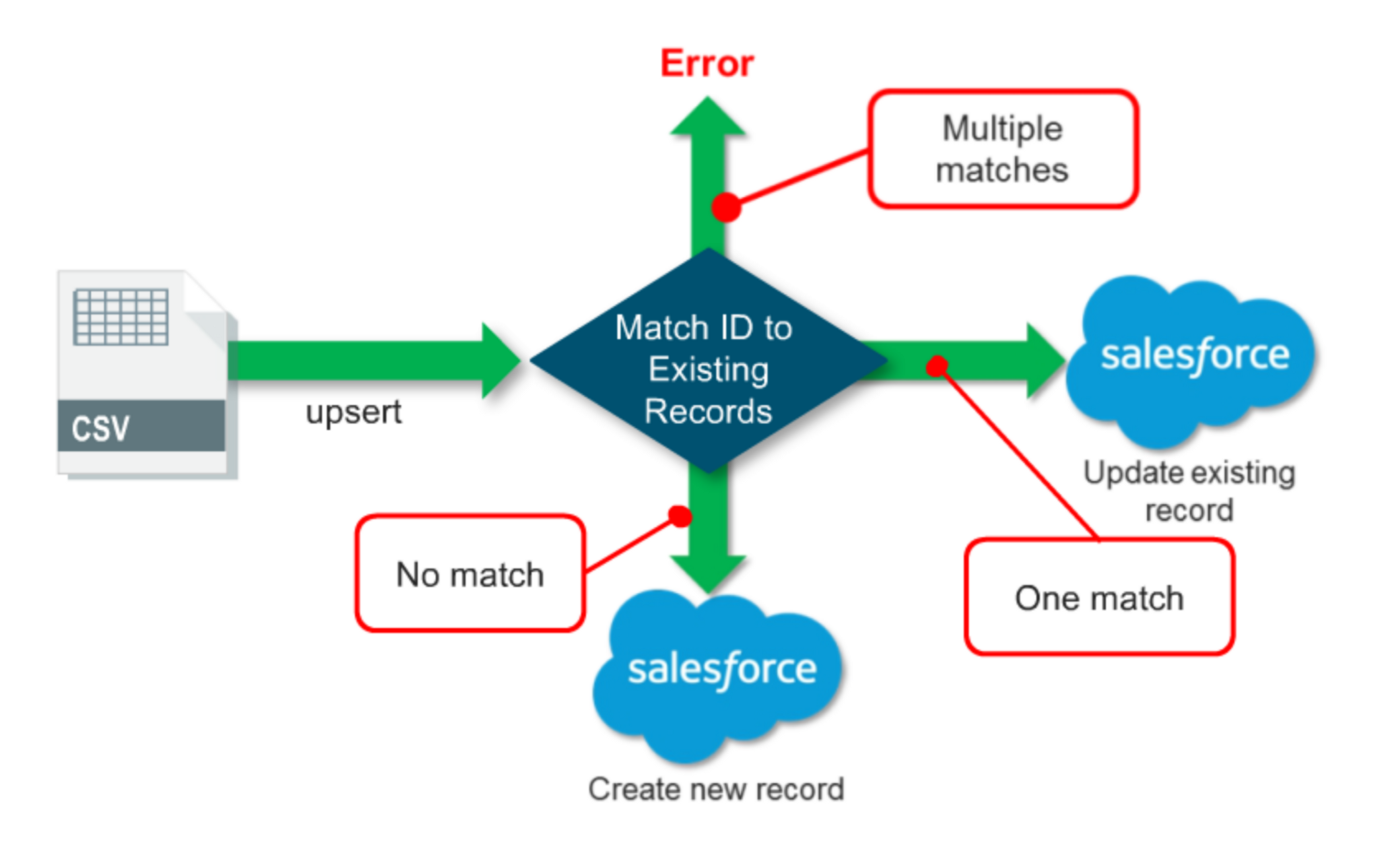 Error
Multiple
matches
Match ID to
Existing
Records
salesforce
CSV
upsert
Update existing
record
No match
One match
salesforce
Create new record